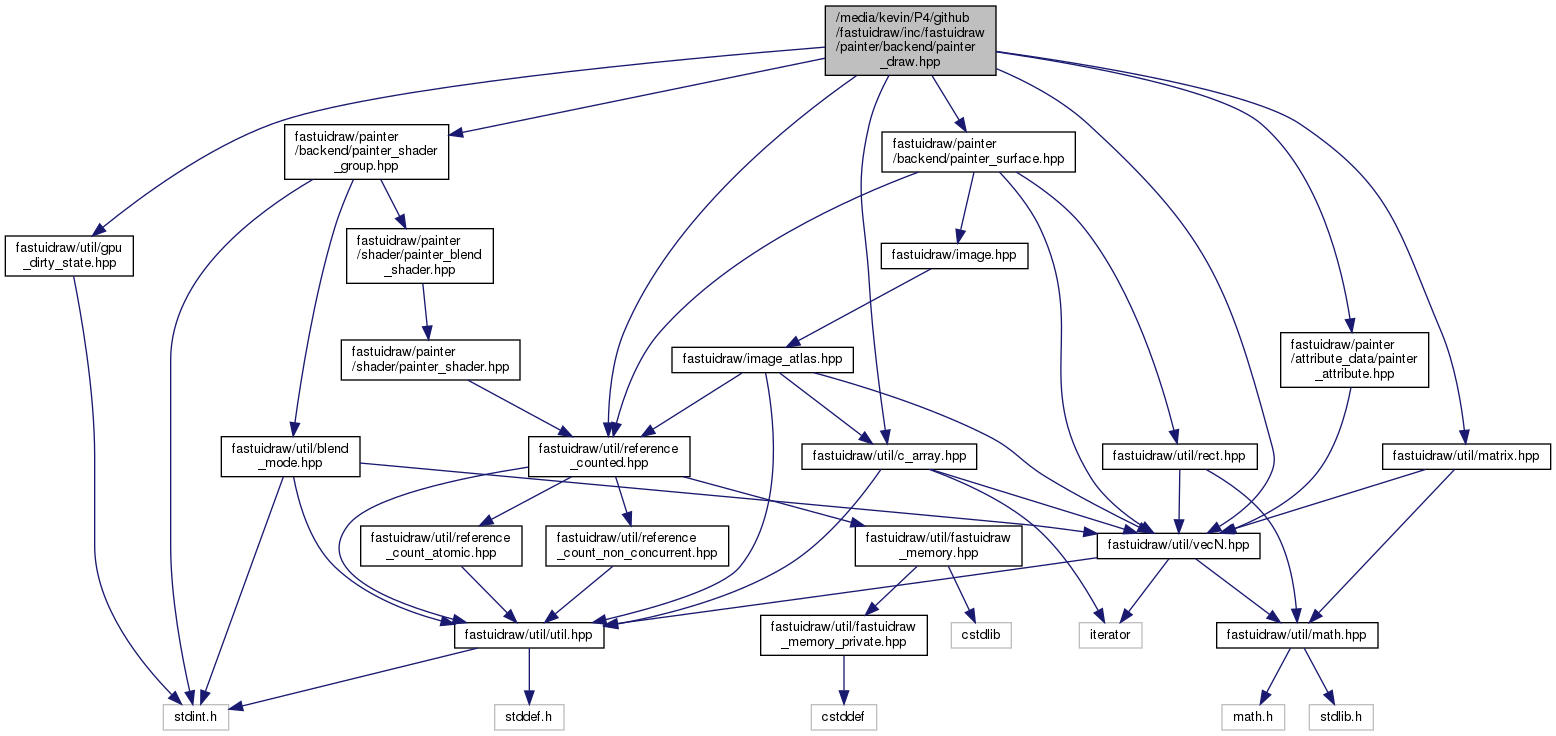 /media/kevin/P4/github
/fastuidraw/inc/fastuidraw
/painter/backend/painter
_draw.hpp
fastuidraw/painter
/backend/painter_shader
_group.hpp
fastuidraw/painter
/backend/painter_surface.hpp
fastuidraw/util/gpu
_dirty_state.hpp
fastuidraw/painter
/shader/painter_blend
_shader.hpp
fastuidraw/image.hpp
fastuidraw/painter
/shader/painter_shader.hpp
fastuidraw/image_atlas.hpp
fastuidraw/painter
/attribute_data/painter
_attribute.hpp
fastuidraw/util/blend
_mode.hpp
fastuidraw/util/reference
_counted.hpp
fastuidraw/util/c_array.hpp
fastuidraw/util/rect.hpp
fastuidraw/util/matrix.hpp
fastuidraw/util/reference
_count_atomic.hpp
fastuidraw/util/reference
_count_non_concurrent.hpp
fastuidraw/util/fastuidraw
_memory.hpp
fastuidraw/util/vecN.hpp
fastuidraw/util/util.hpp
fastuidraw/util/fastuidraw
_memory_private.hpp
cstdlib
iterator
fastuidraw/util/math.hpp
stdint.h
stddef.h
cstddef
math.h
stdlib.h